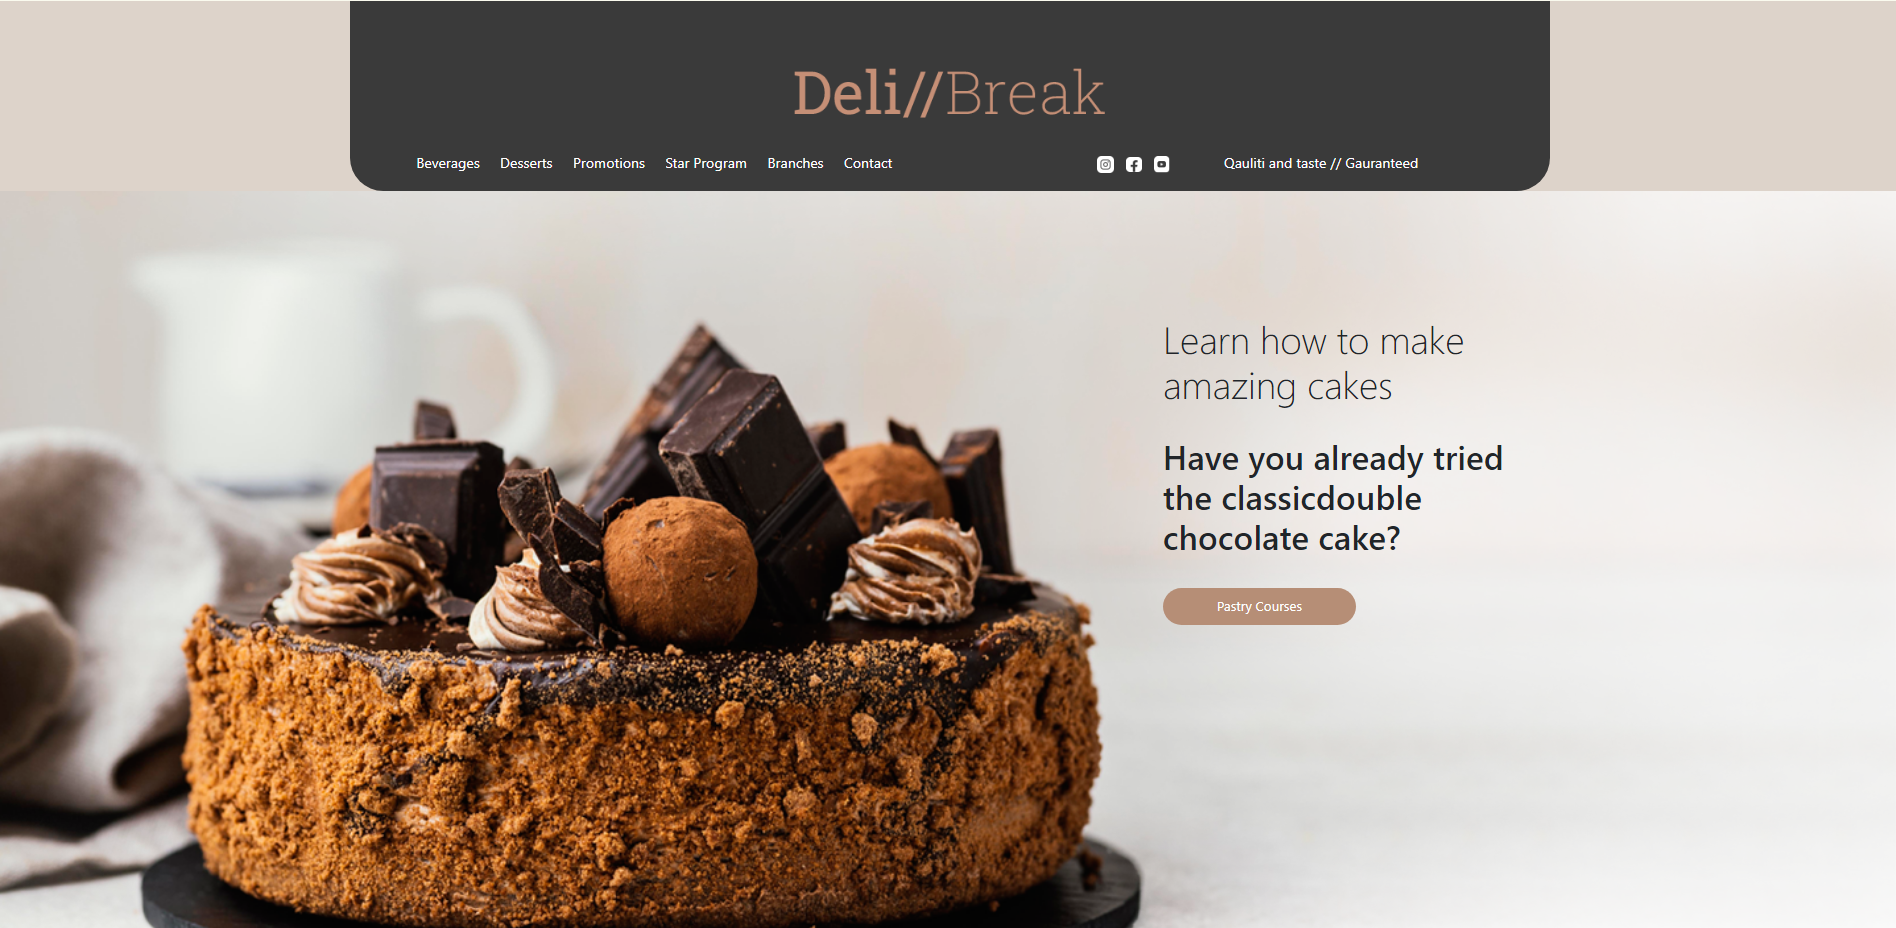 Deli//Break
Beverages Desserts Promotions Star Program Branches Contact Qauliti and taste // Gauranteed
Learn how to make
amazing cakes
Have you already tried
the classicdouble
chocolate cake?
Pastry Courses